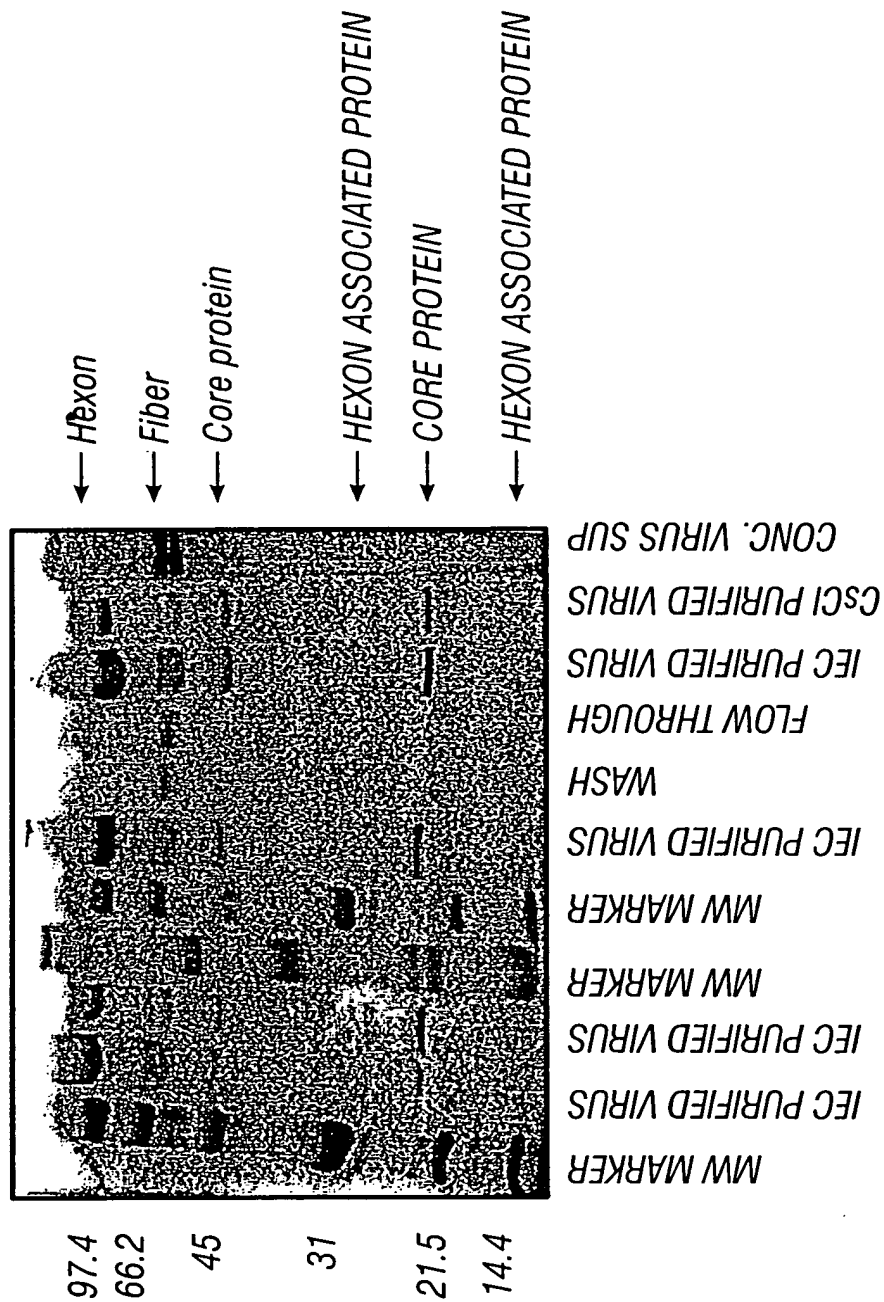 97.4
66.2
45
31
21.5
14.4
MW MARKER
IEC PURIFIED VIRUS
IEC PURIFIED VIRUS
MW MARKER
MW MARKER
IEC PURIFIED VIRUS
WASH
FLOW THROUGH
IEC PURIFIED VIRUS
CsCl PURIFIED VIRUS
CONC. VIRUS SUP
Hexon
Fiber
Core protein
HEXON ASSOCIATED PROTEIN
CORE PROTEIN
HEXON ASSOCIATED PROTEIN